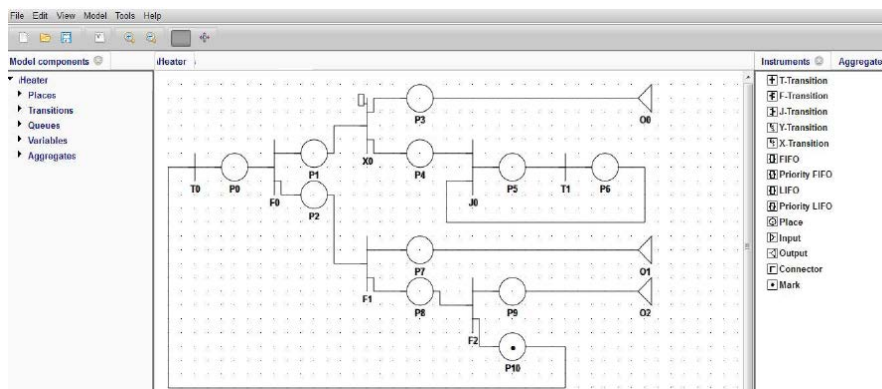 File Edit View Model Tools Help
Model components
Heater
Places
Transitions
Queues
Variables
Aggregates
Heater
P3
O0
X0
P1
P4
T0
P0
F0
P2
J0
P5
T1
P6
P7
O1
F1
P8
P9
O2
F2
P10
Instruments Aggregate
T-Transition
F-Transition
J-Transition
Y-Transition
X-Transition
FIFO
Priority FIFO
LIFO
Priority LIFO
Place
Input
Output
Connector
Mark